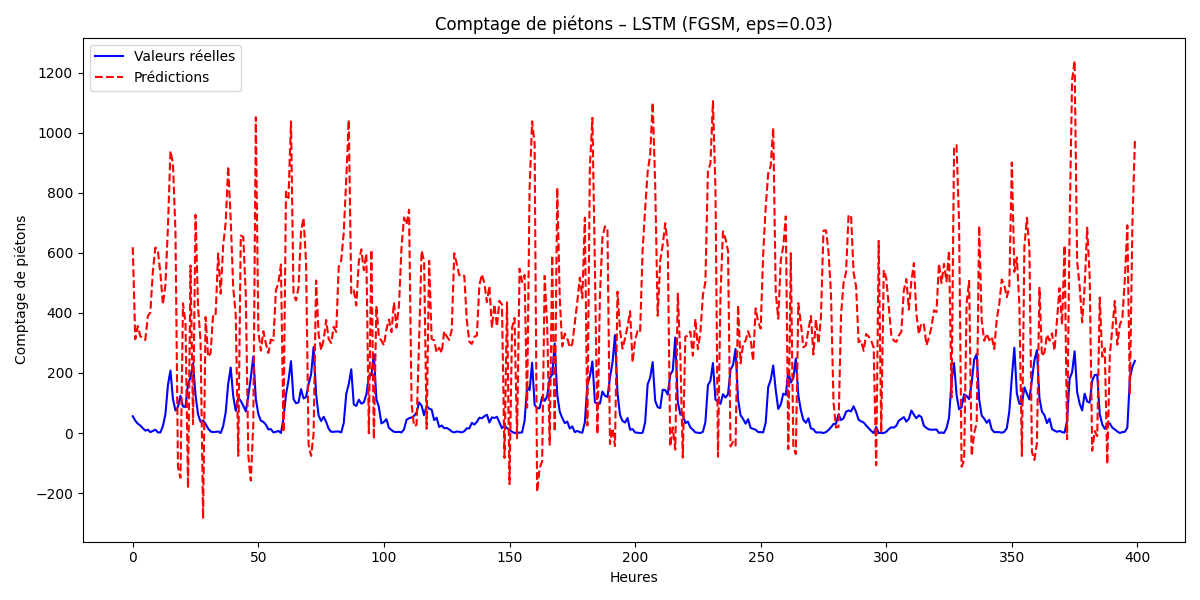 Comptage de piétons – LSTM (FGSM, eps=0.03)
Valeurs réelles
Prédictions
Comptage de piétons
1200
1000
800
600
400
200
0
−200
0 50 100 150 200 250 300 350 400
Heures